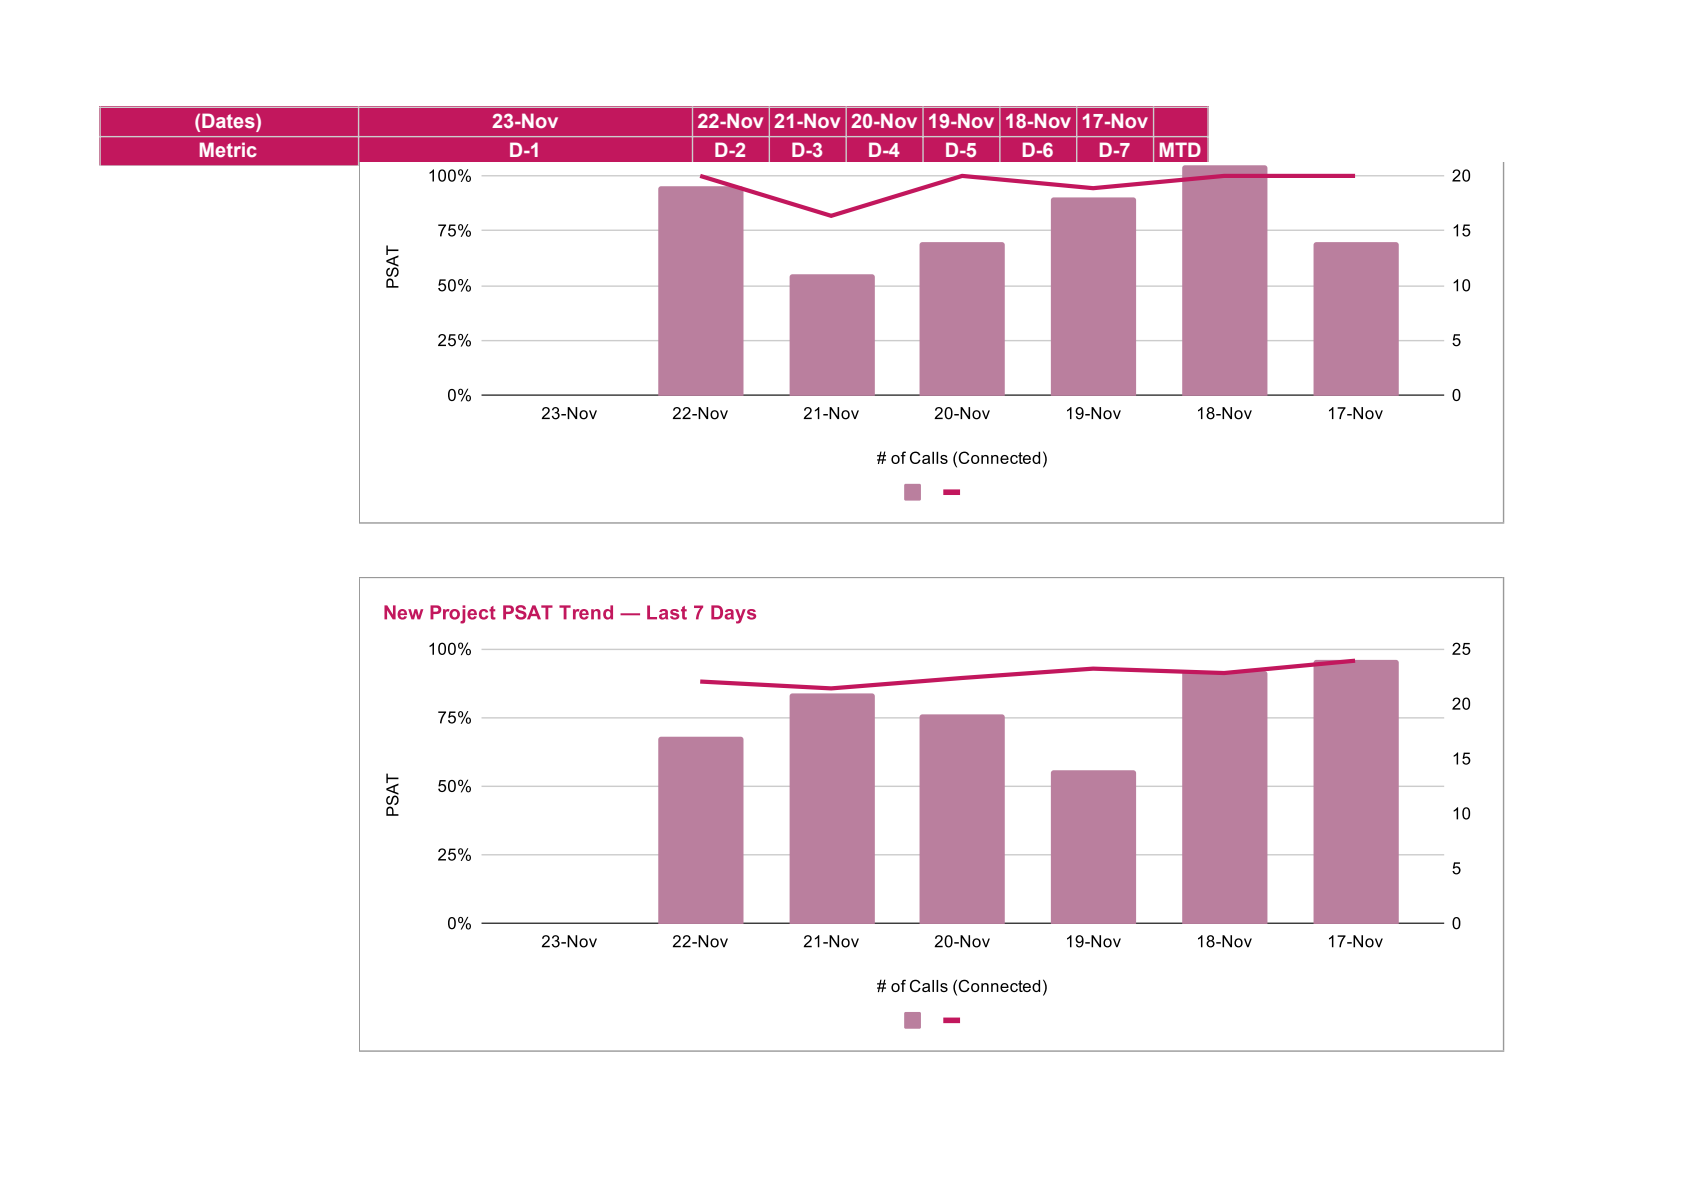 (Dates) 23-Nov 22-Nov 21-Nov 20-Nov 19-Nov 18-Nov 17-Nov
Metric D-1 D-2 D-3 D-4 D-5 D-6 D-7 MTD
100% 20
75% 15
50% 10
25% 5
0% 0
PSAT
23-Nov 22-Nov 21-Nov 20-Nov 19-Nov 18-Nov 17-Nov
# of Calls (Connected)
New Project PSAT Trend — Last 7 Days
100% 25
20
75%
15
50%
10
25%
5
0% 0
PSAT
23-Nov 22-Nov 21-Nov 20-Nov 19-Nov 18-Nov 17-Nov
# of Calls (Connected)